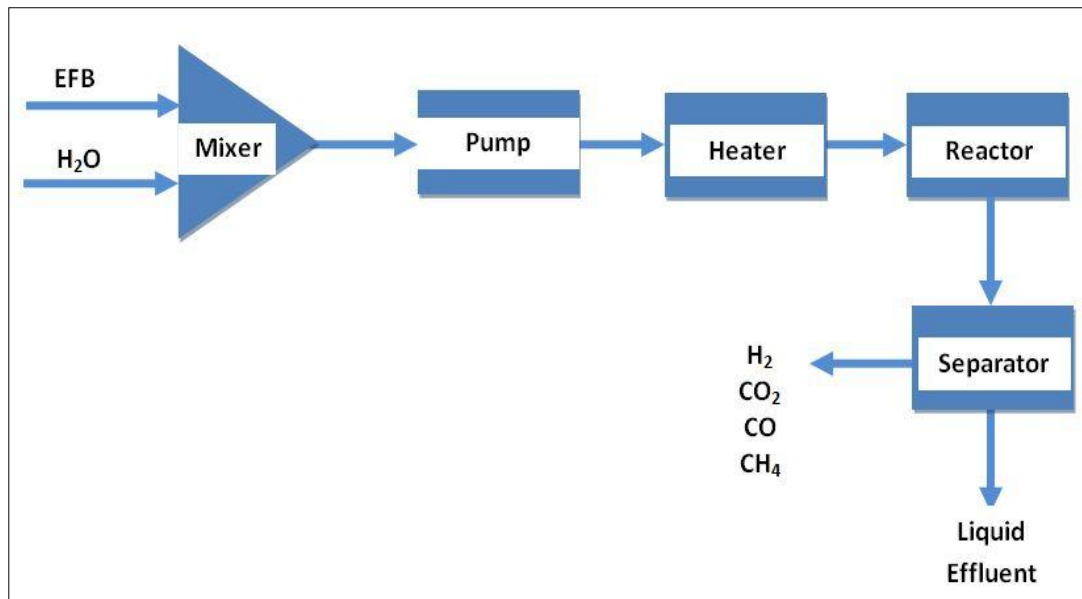 EFB
H₂O
Mixer
Pump
Heater
Reactor
Separator
H₂
CO₂
CO
CH₄
Liquid
Effluent